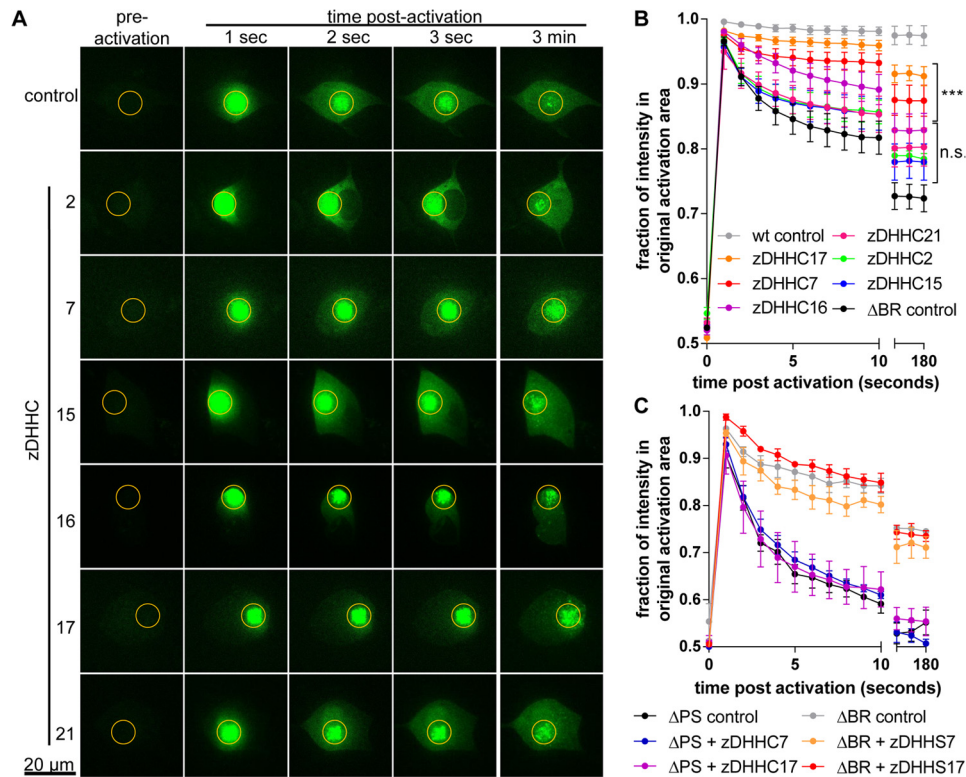 A
pre-activation
time post-activation
1 sec
2 sec
3 sec
3 min
control
zDHHC
2
7
15
16
17
21
20 µm
B
fraction of intensity in
original activation area
1.0
0.9
0.8
0.7
0.6
0.5
***
n.s.
wt control
zDHHC21
zDHHC17
zDHHC2
zDHHC7
zDHHC15
zDHHC16
ΔBR control
0
5
10
180
time post activation (seconds)
C
fraction of intensity in
original activation area
1.0
0.9
0.8
0.7
0.6
0.5
0
5
10
180
time post activation (seconds)
ΔPS control
ΔBR control
ΔPS + zDHHC7
ΔBR + zDHHS7
ΔPS + zDHHC17
ΔBR + zDHHS17